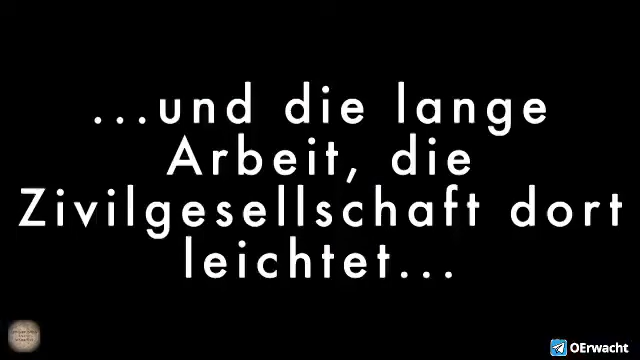 ...und die lange
Arbeit, die
Zivilgesellschaft dort
leichtet...
OErwacht